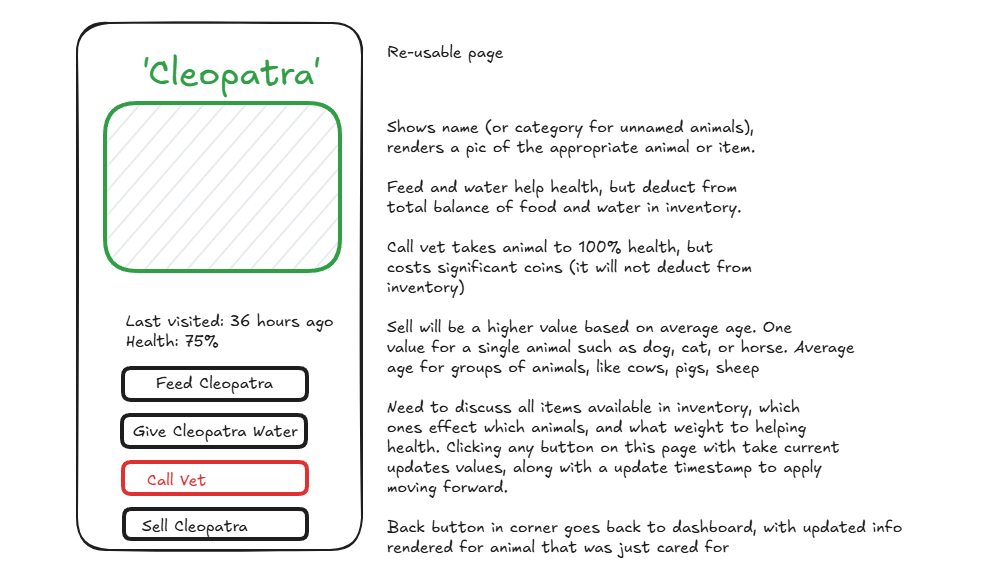 'Cleopatra'
Last visited: 36 hours ago
Health: 75%
Feed Cleopatra
Give Cleopatra Water
Call Vet
Sell Cleopatra
Re-usable page
Shows name (or category for unnamed animals),
renders a pic of the appropriate animal or item.
Feed and water help health, but deduct from
total balance of food and water in inventory.
Call vet takes animal to 100% health, but
costs significant coins (it will not deduct from
inventory)
Sell will be a higher value based on average age. One
value for a single animal such as dog, cat, or horse. Average
age for groups of animals, like cows, pigs, sheep
Need to discuss all items available in inventory, which
ones effect which animals, and what weight to helping
health. Clicking any button on this page with take current
updates values, along with a update timestamp to apply
moving forward.
Back button in corner goes back to dashboard, with updated info
rendered for animal that was just cared for